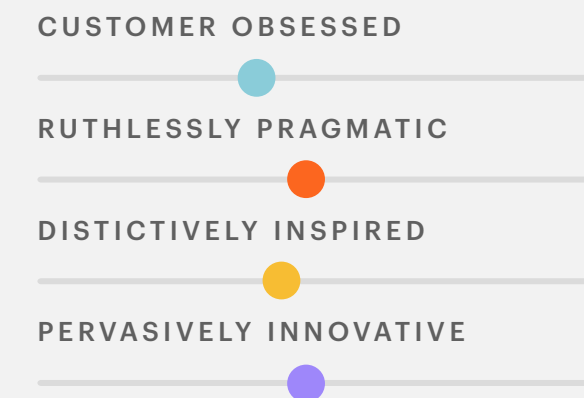 CUSTOMER OBSESSED
RUTHLESSLY PRAGMATIC
DISTICTIVELY INSPIRED
PERVASIVELY INNOVATIVE